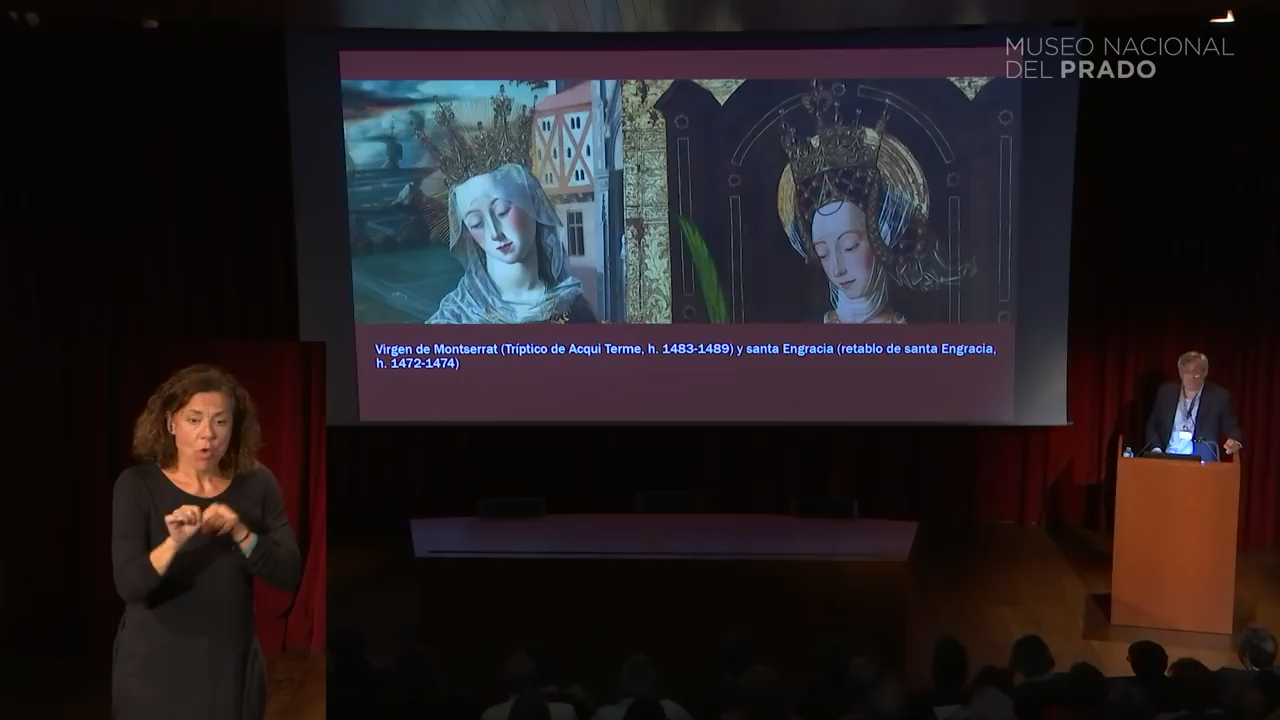 MUSEO NACIONAL
DEL PRADO
Virgen de Montserrat (Tríptico de Acqui Terme, h. 1483-1489) y santa Engracia (retablo de santa Engracia,
h. 1472-1474)